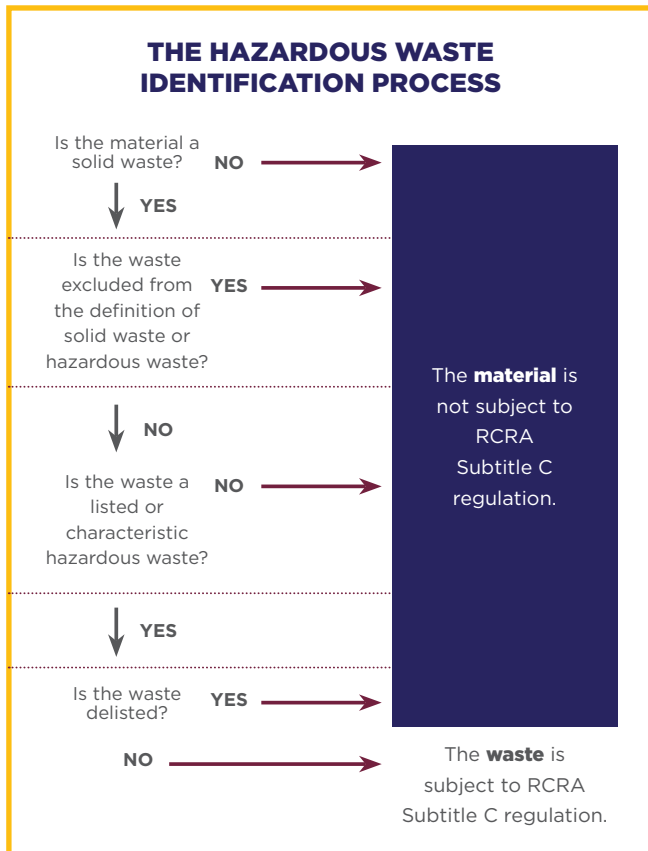 THE HAZARDOUS WASTE
IDENTIFICATION PROCESS
Is the material a
solid waste?
NO
YES
Is the waste
excluded from
the definition of
solid waste or
hazardous waste?
YES
NO
Is the waste a
listed or
characteristic
hazardous waste?
NO
YES
Is the waste
delisted?
YES
NO
The material is
not subject to
RCRA
Subtitle C
regulation.
The waste is
subject to RCRA
Subtitle C regulation.